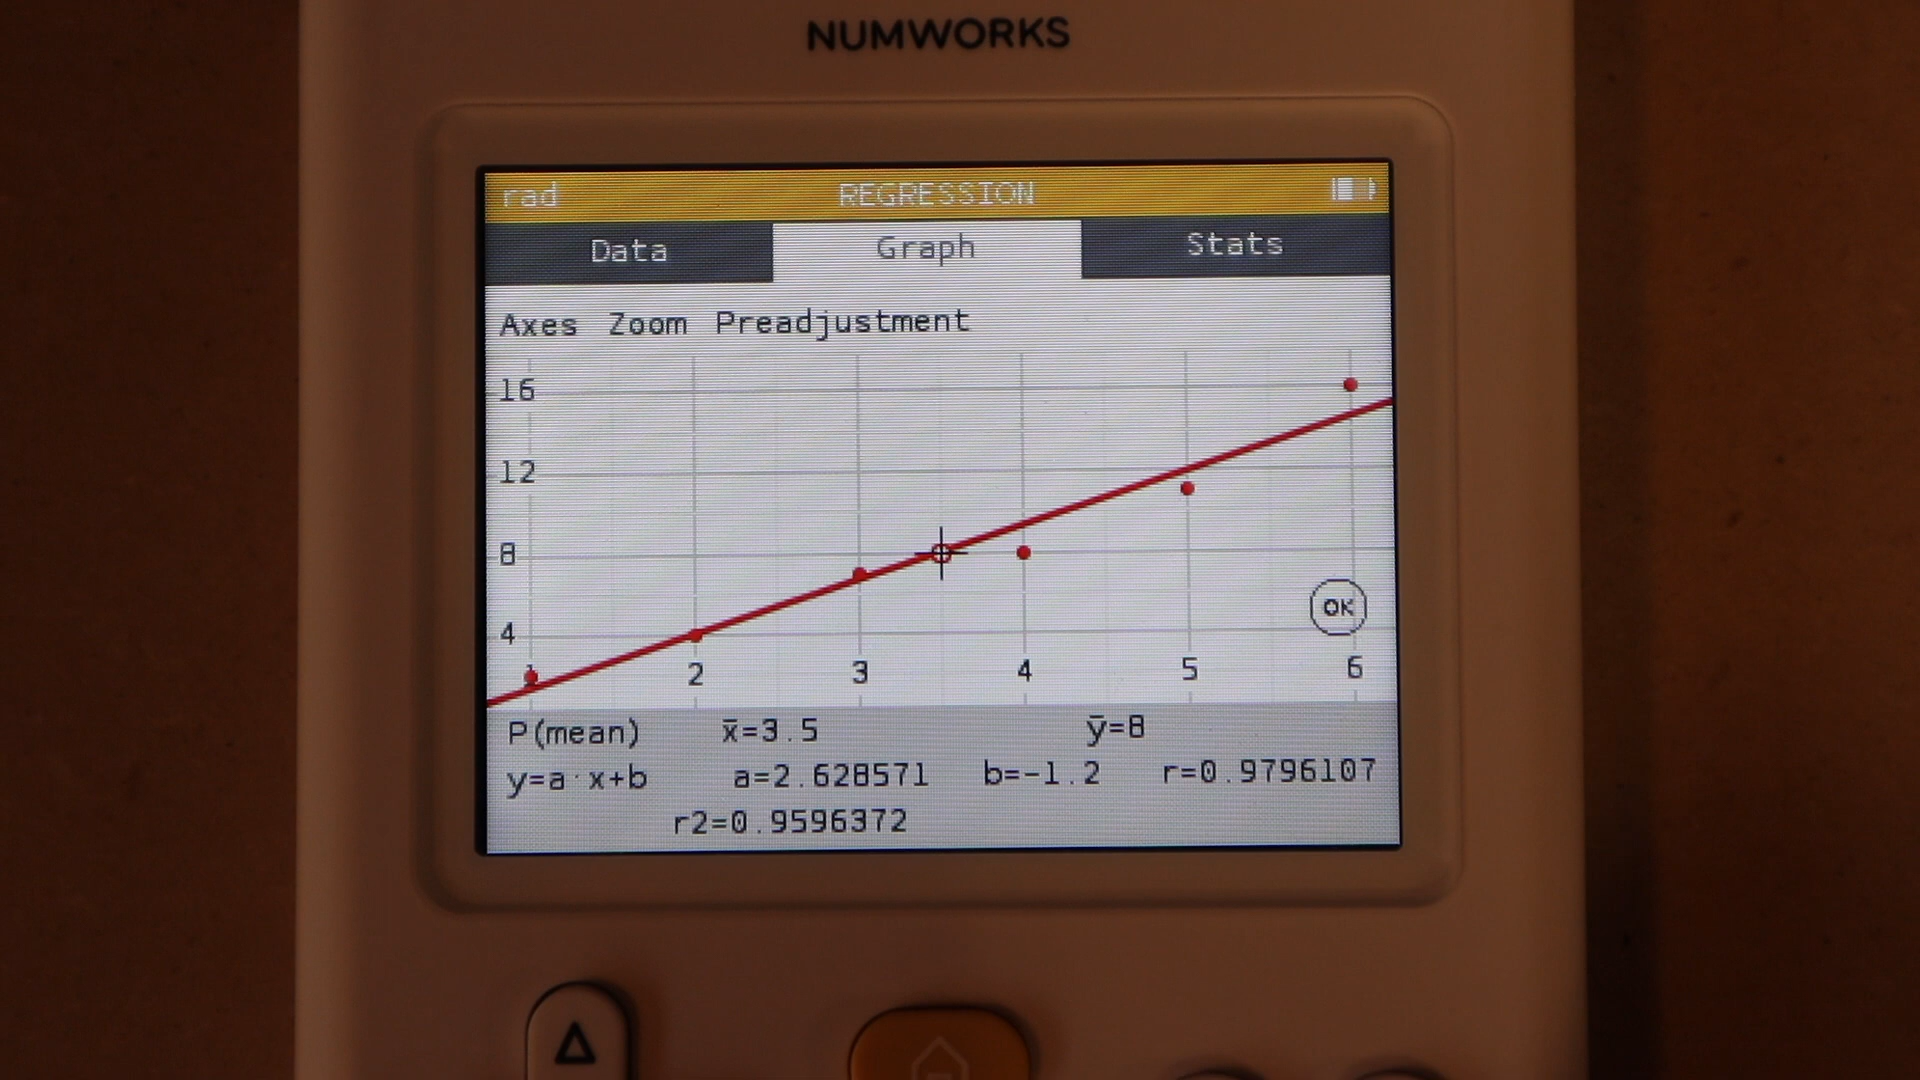 NUMWORKS
rad REGRESSION
Data Graph Stats
Axes Zoom Preadjustment
16
12
8
4
1 2 3 4 5 6
OK
P(mean) x̄=3.5 ȳ=8
y=a·x+b a=2.628571 b=-1.2 r=0.9796107
r2=0.9596372